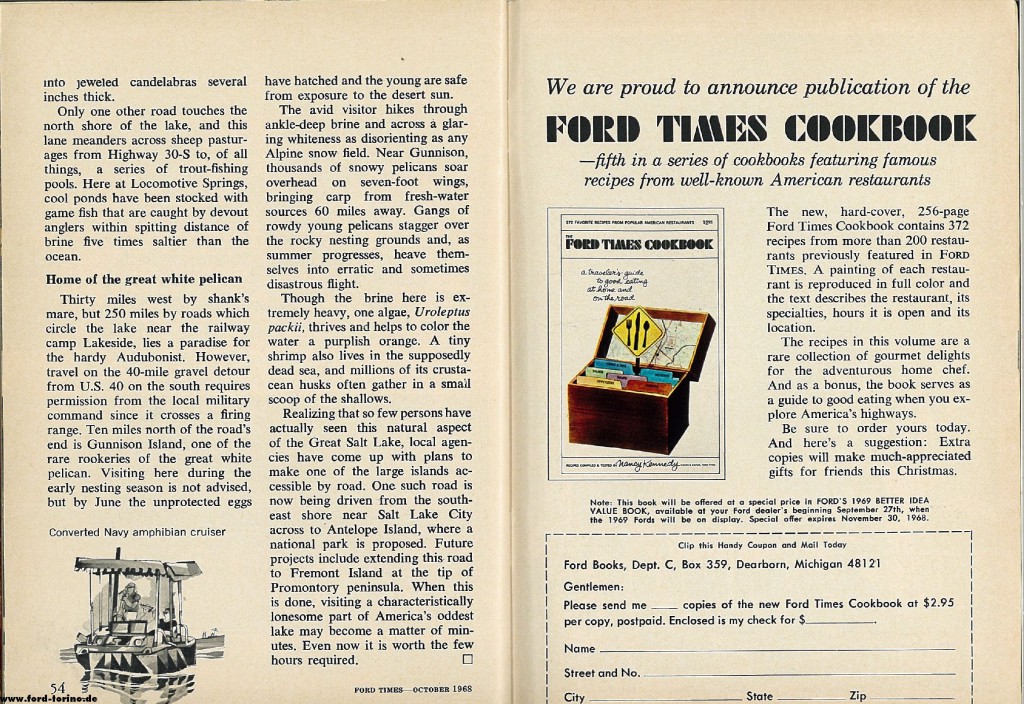 into jeweled candelabras several
inches thick.
Only one other road touches the
north shore of the lake, and this
lane meanders across sheep pastur-
ages from Highway 30-S to, of all
things, a series of trout-fishing
pools. Here at Locomotive Springs,
cool ponds have been stocked with
game fish that are caught by devout
anglers within spitting distance of
brine five times saltier than the
ocean.
Home of the great white pelican
Thirty miles west by shank's
mare, but 250 miles by roads which
circle the lake near the railway
camp Lakeside, lies a paradise for
the hardy Audubonist. However,
travel on the 40-mile gravel detour
from U.S. 40 on the south requires
permission from the local military
command since it crosses a firing
range. Ten miles north of the road's
end is Gunnison Island, one of the
rare rookeries of the great white
pelican. Visiting here during the
early nesting season is not advised,
but by June the unprotected eggs
Converted Navy amphibian cruiser
54
www.ford-torino.de
have hatched and the young are safe
from exposure to the desert sun.
The avid visitor hikes through
ankle-deep brine and across a glar-
ing whiteness as disorienting as any
Alpine snow field. Near Gunnison,
thousands of snowy pelicans soar
overhead on seven-foot wings,
bringing carp from fresh-water
sources 60 miles away. Gangs of
rowdy young pelicans stagger over
the rocky nesting grounds and, as
summer progresses, heave them-
selves into erratic and sometimes
disastrous flight.
Though the brine here is ex-
tremely heavy, one algae, Uroleptus
packii, thrives and helps to color the
water a purplish orange. A tiny
shrimp also lives in the supposedly
dead sea, and millions of its crusta-
cean husks often gather in a small
scoop of the shallows.
Realizing that so few persons have
actually seen this natural aspect
of the Great Salt Lake, local agen-
cies have come up with plans to
make one of the large islands ac-
cessible by road. One such road is
now being driven from the south-
east shore near Salt Lake City
across to Antelope Island, where a
national park is proposed. Future
projects include extending this road
to Fremont Island at the tip of
Promontory peninsula. When this
is done, visiting a characteristically
lonesome part of America's oddest
lake may become a matter of min-
utes. Even now it is worth the few
hours required.
FORD TIMES—OCTOBER 1968
We are proud to announce publication of the
FORD TIMES COOKBOOK
—fifth in a series of cookbooks featuring famous
recipes from well-known American restaurants
372 FAVORITE RECIPES FROM POPULAR AMERICAN RESTAURANTS $2.95
THE
FORD TIMES COOKBOOK
a traveler's guide
to good eating
at home and
on the road
RECIPES COMPILED & TESTED BY Nancy Kennedy
The new, hard-cover, 256-page
Ford Times Cookbook contains 372
recipes from more than 200 restau-
rants previously featured in FORD
TIMES. A painting of each restau-
rant is reproduced in full color and
the text describes the restaurant, its
specialties, hours it is open and its
location.
The recipes in this volume are a
rare collection of gourmet delights
for the adventurous home chef.
And as a bonus, the book serves as
a guide to good eating when you ex-
plore America's highways.
Be sure to order yours today.
And here's a suggestion: Extra
copies will make much-appreciated
gifts for friends this Christmas.
Note: This book will be offered at a special price in FORD'S 1969 BETTER IDEA
VALUE BOOK, available at your Ford dealer's beginning September 27th, when
the 1969 Fords will be on display. Special offer expires November 30, 1968.
Clip this Handy Coupon and Mail Today
Ford Books, Dept. C, Box 359, Dearborn, Michigan 48121
Gentlemen:
Please send me ____ copies of the new Ford Times Cookbook at $2.95
per copy, postpaid. Enclosed is my check for $__________.
Name
Street and No.
City State Zip